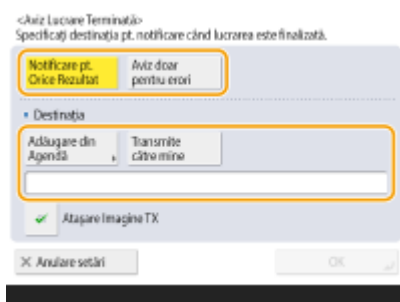 <Aviz Lucrare Terminată>
Specificați destinația pt. notificare când lucrarea este finalizată.
Notificare pt. Orice Rezultat
Aviz doar pentru erori
Destinația
Adăugare din Agendă
Transmite către mine
Atașare Imagine TX
Anulare setări
OK